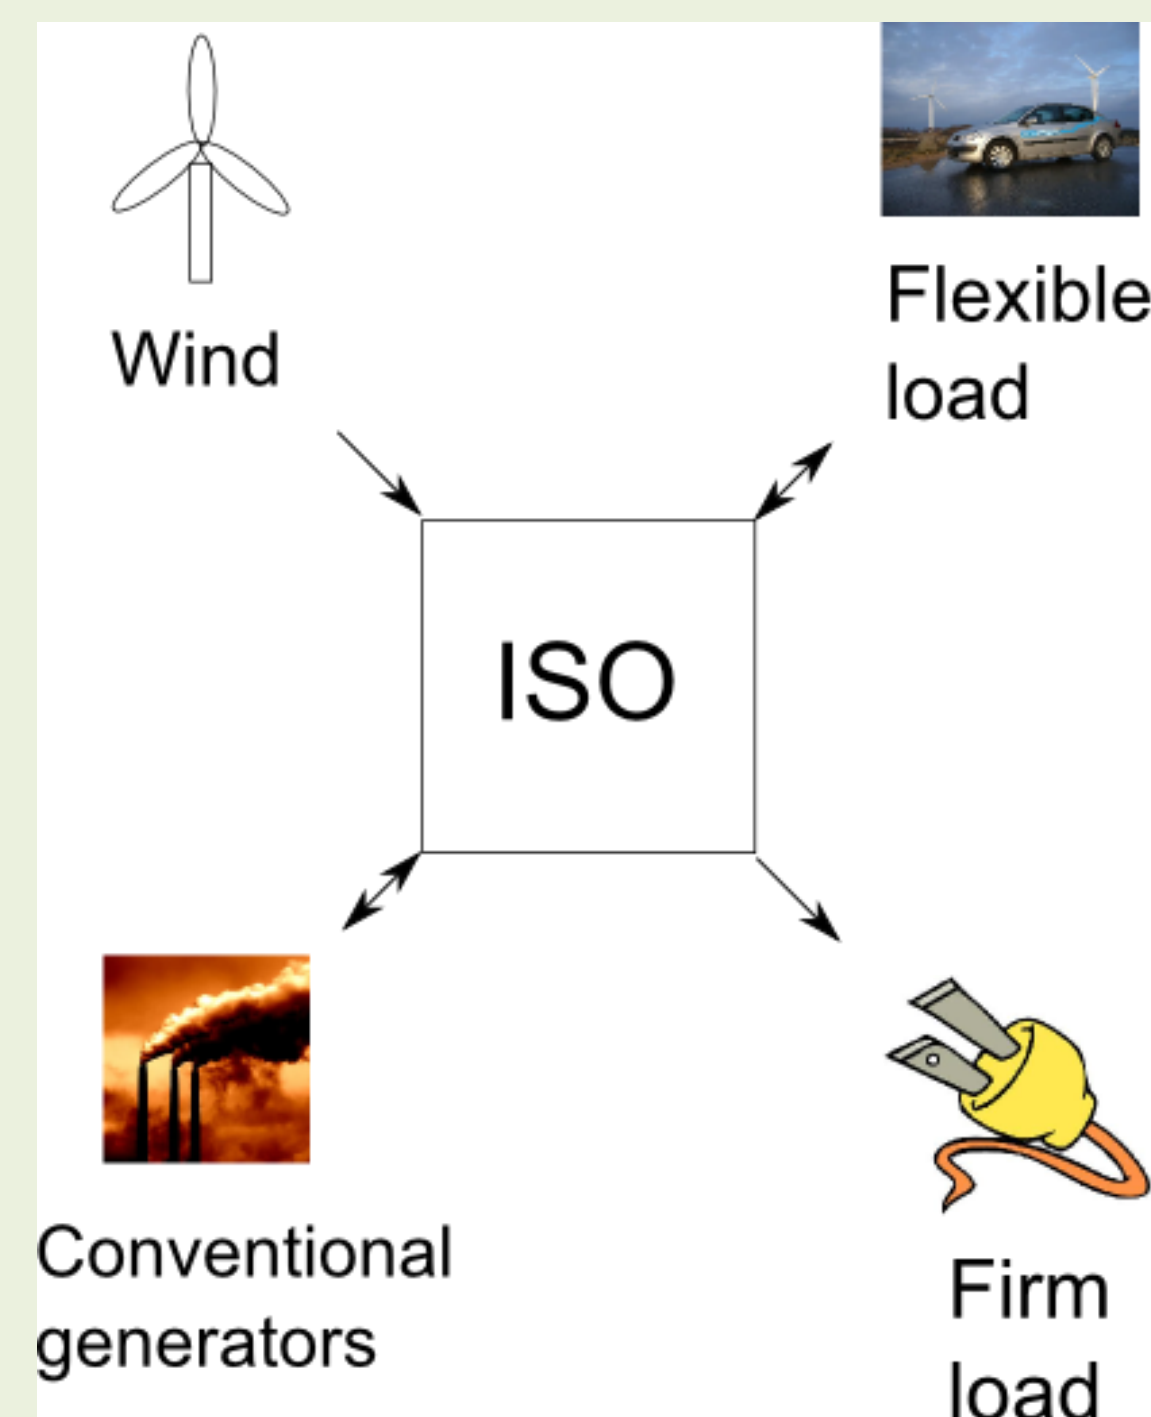 Wind
Flexible
load
ISO
Conventional
generators
Firm
load